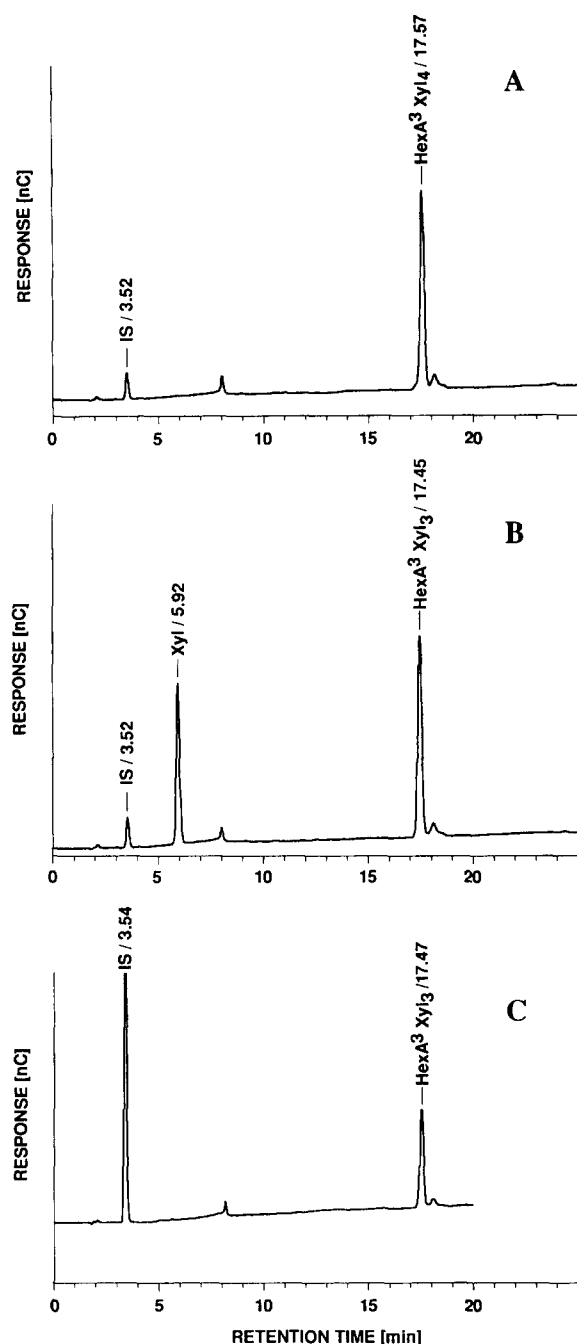 A
RESPONSE [nC]
IS / 3.52
HexA³ Xyl₄ / 17.57
0 5 10 15 20
B
RESPONSE [nC]
IS / 3.52
Xyl / 5.92
HexA³ Xyl₃ / 17.45
0 5 10 15 20
C
RESPONSE [nC]
IS / 3.54
HexA³ Xyl₃ /17.47
0 5 10 15 20
RETENTION TIME [min]